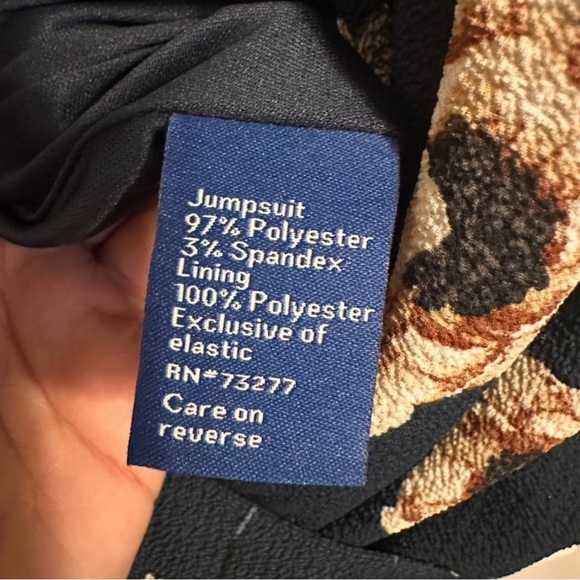 Jumpsuit
97% Polyester
3% Spandex
Lining
100% Polyester
Exclusive of
elastic
RN#73277
Care on
reverse